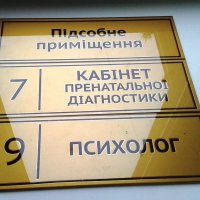 Підсобне
приміщення
7
КАБІНЕТ
ПРЕНАТАЛЬНОЇ
ДІАГНОСТИКИ
9
ПСИХОЛОГ